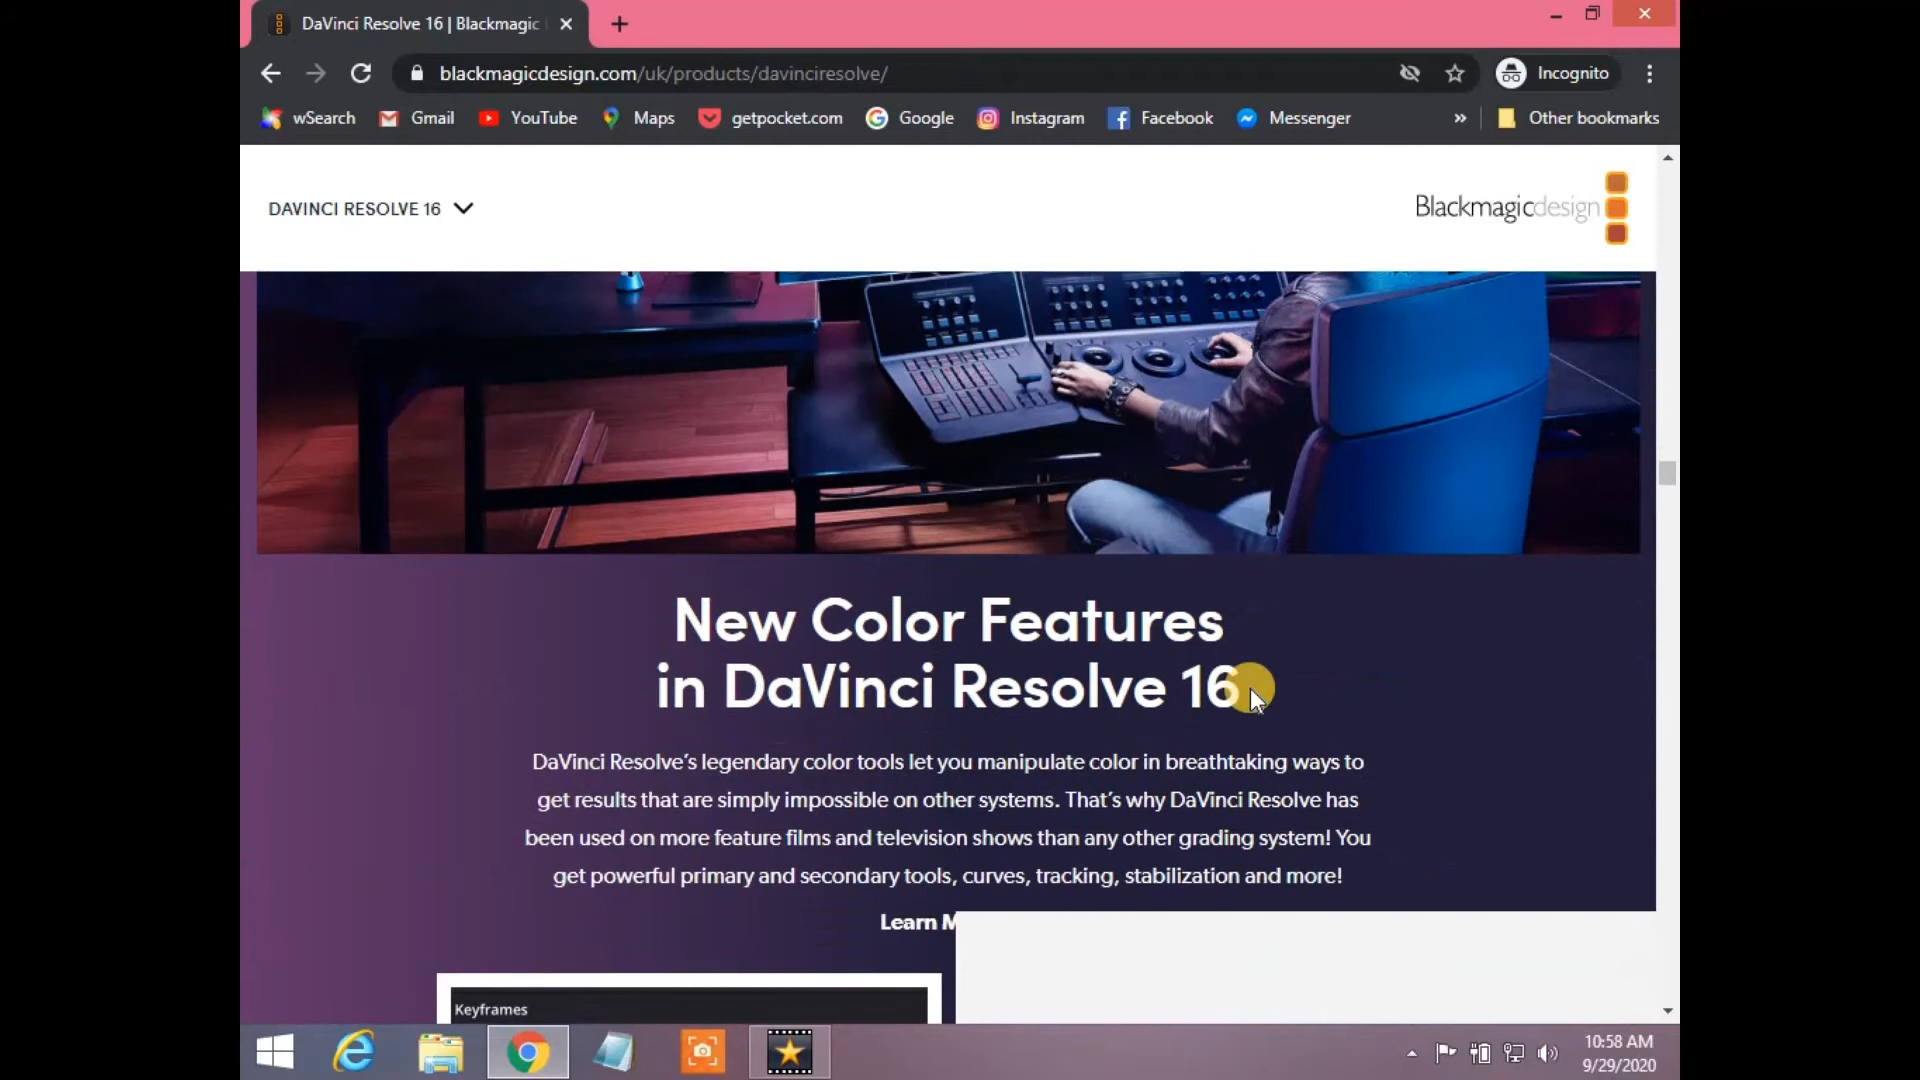 DaVinci Resolve 16 | Blackmagic
blackmagicdesign.com/uk/products/davinciresolve/
Incognito
wSearch
Gmail
YouTube
Maps
getpocket.com
Google
Instagram
Facebook
Messenger
»
Other bookmarks
DAVINCI RESOLVE 16
Blackmagicdesign
New Color Features
in DaVinci Resolve 16
DaVinci Resolve’s legendary color tools let you manipulate color in breathtaking ways to
get results that are simply impossible on other systems. That’s why DaVinci Resolve has
been used on more feature films and television shows than any other grading system! You
get powerful primary and secondary tools, curves, tracking, stabilization and more!
Learn M
Keyframes
10:58 AM
9/29/2020